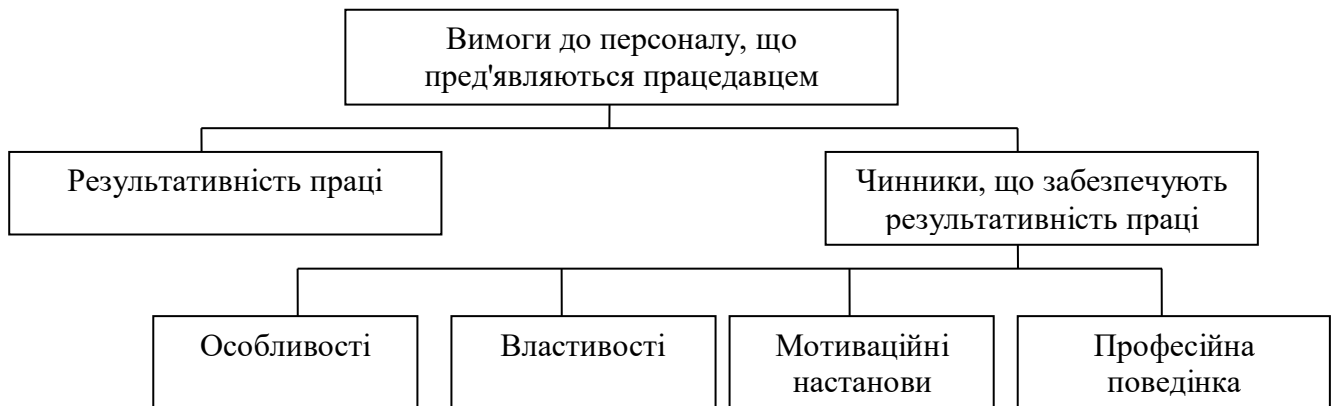 Вимоги до персоналу, що
пред'являються працедавцем
Результативність праці
Чинники, що забезпечують
результативність праці
Особливості
Властивості
Мотиваційні
настанови
Професійна
поведінка